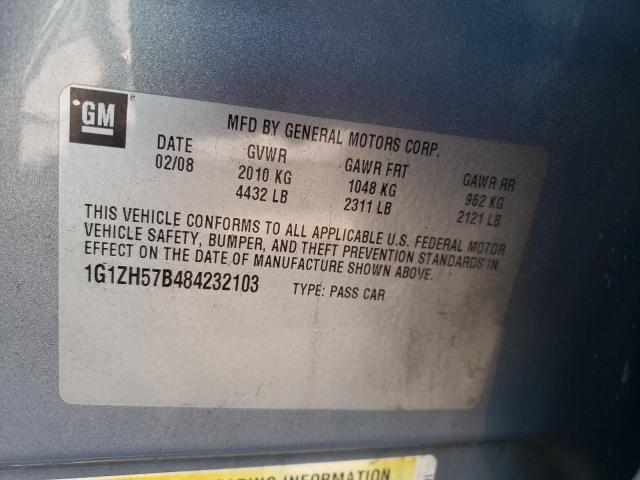 GM
MFD BY GENERAL MOTORS CORP.
DATE GVWR GAWR FRT GAWR RR
02/08 2010 KG 1048 KG 962 KG
4432 LB 2311 LB 2121 LB
THIS VEHICLE CONFORMS TO ALL APPLICABLE U.S. FEDERAL MOTOR
VEHICLE SAFETY, BUMPER, AND THEFT PREVENTION STANDARDS IN
EFFECT ON THE DATE OF MANUFACTURE SHOWN ABOVE.
1G1ZH57B484232103 TYPE: PASS CAR
LOADING INFORMATION